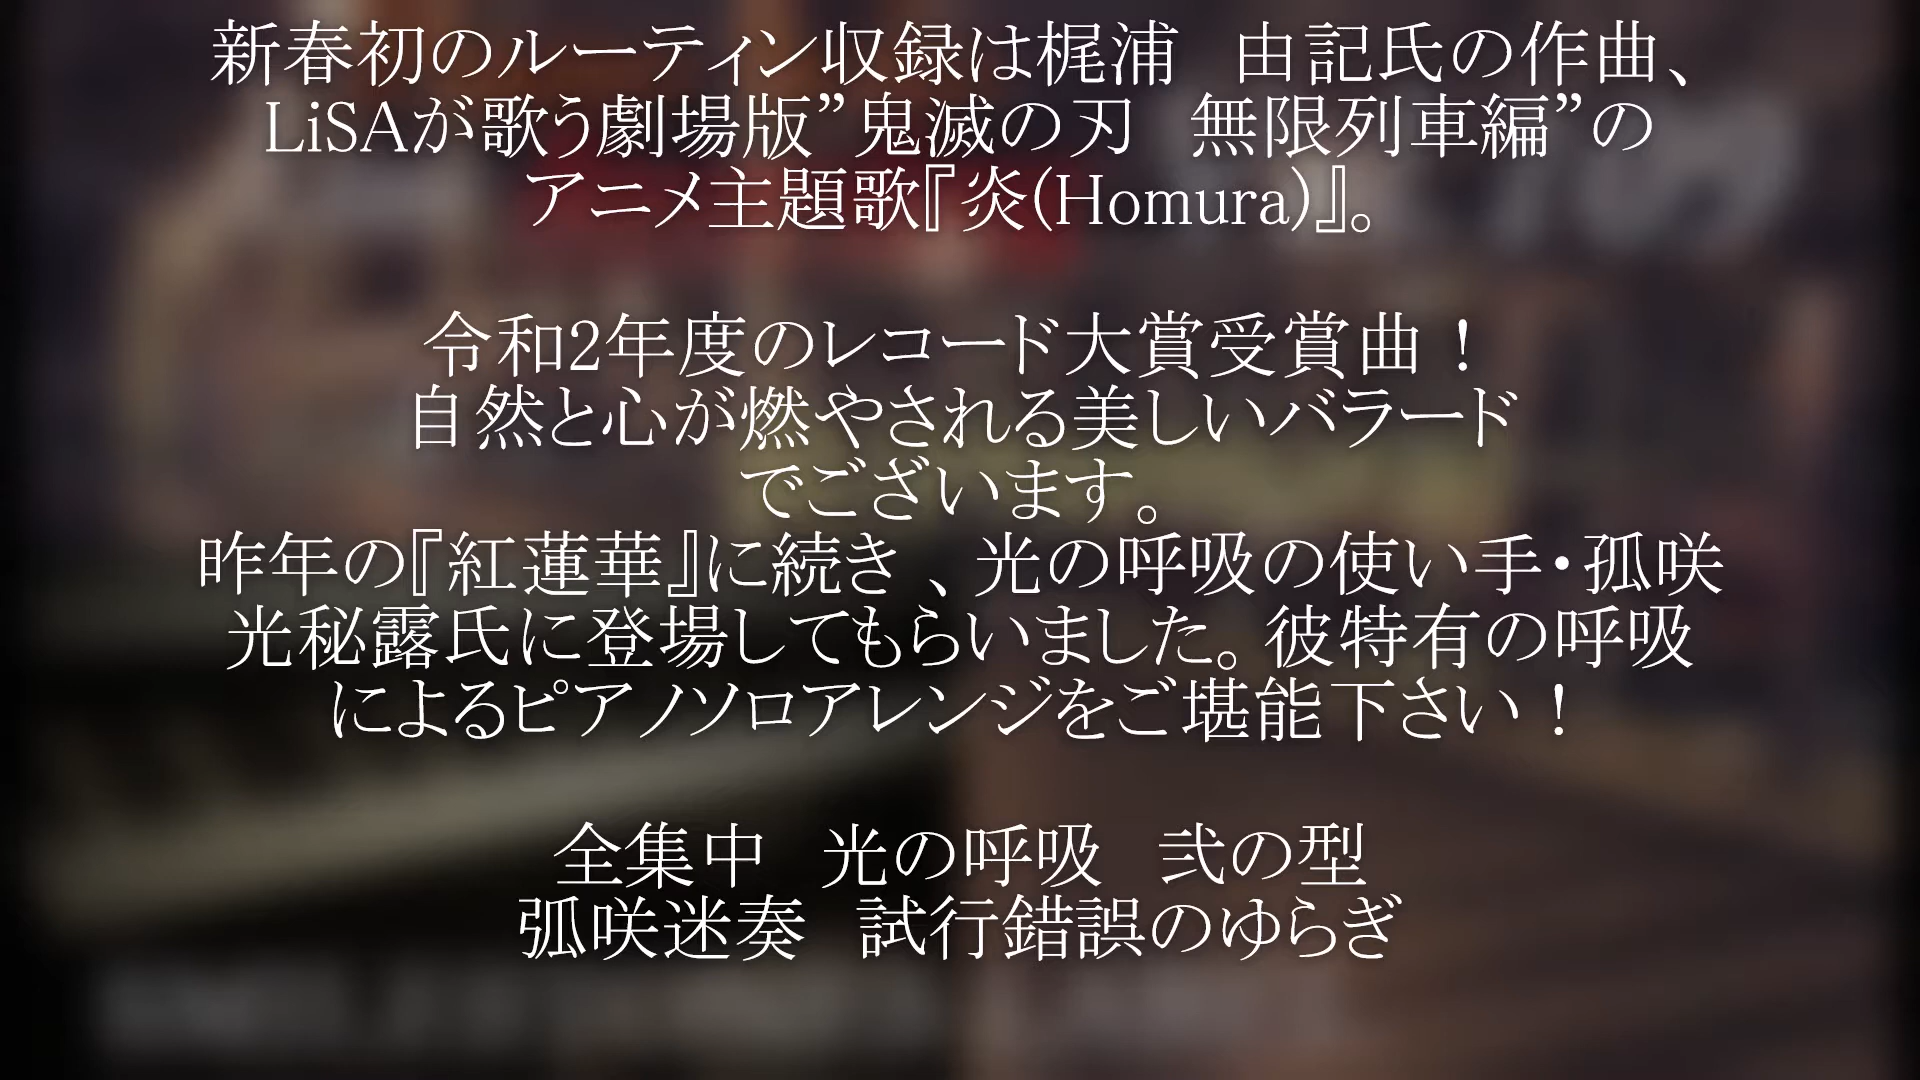 新春初のルーティン収録は梶浦　由記氏の作曲、
LiSAが歌う劇場版”鬼滅の刃　無限列車編”の
アニメ主題歌『炎(Homura)』。
令和2年度のレコード大賞受賞曲！
自然と心が燃やされる美しいバラード
でございます。
昨年の『紅蓮華』に続き、光の呼吸の使い手・孤咲
光秘露氏に登場してもらいました。彼特有の呼吸
によるピアノソロアレンジをご堪能下さい！
全集中　光の呼吸　弐の型
弧咲迷奏　試行錯誤のゆらぎ